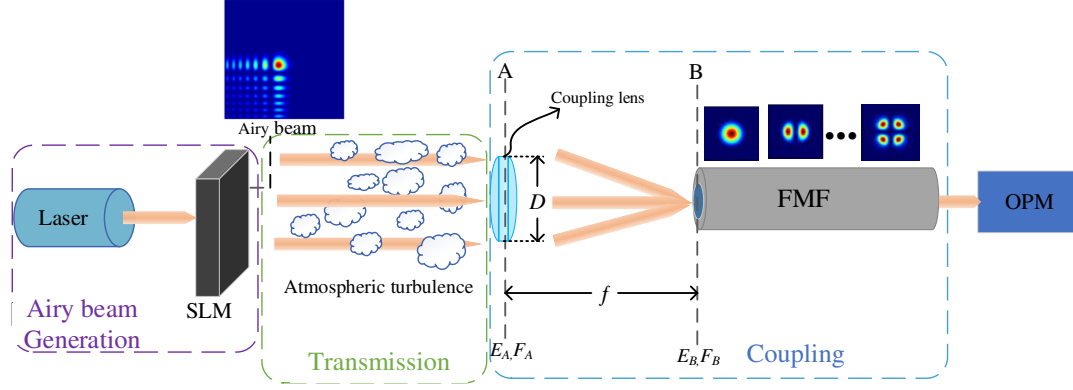 A
B
Coupling lens
Airy beam
Laser
D
FMF
OPM
Atmospheric turbulence
f
SLM
Airy beam
Generation
Transmission
E_A,F_A
E_B,F_B
Coupling